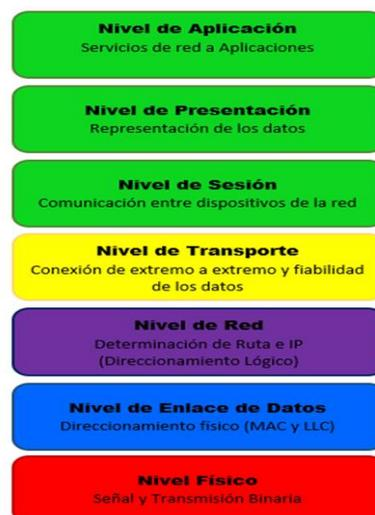 Nivel de Aplicación
Servicios de red a Aplicaciones
Nivel de Presentación
Representación de los datos
Nivel de Sesión
Comunicación entre dispositivos de la red
Nivel de Transporte
Conexión de extremo a extremo y fiabilidad
de los datos
Nivel de Red
Determinación de Ruta e IP
(Direccionamiento Lógico)
Nivel de Enlace de Datos
Direccionamiento físico (MAC y LLC)
Nivel Físico
Señal y Transmisión Binaria